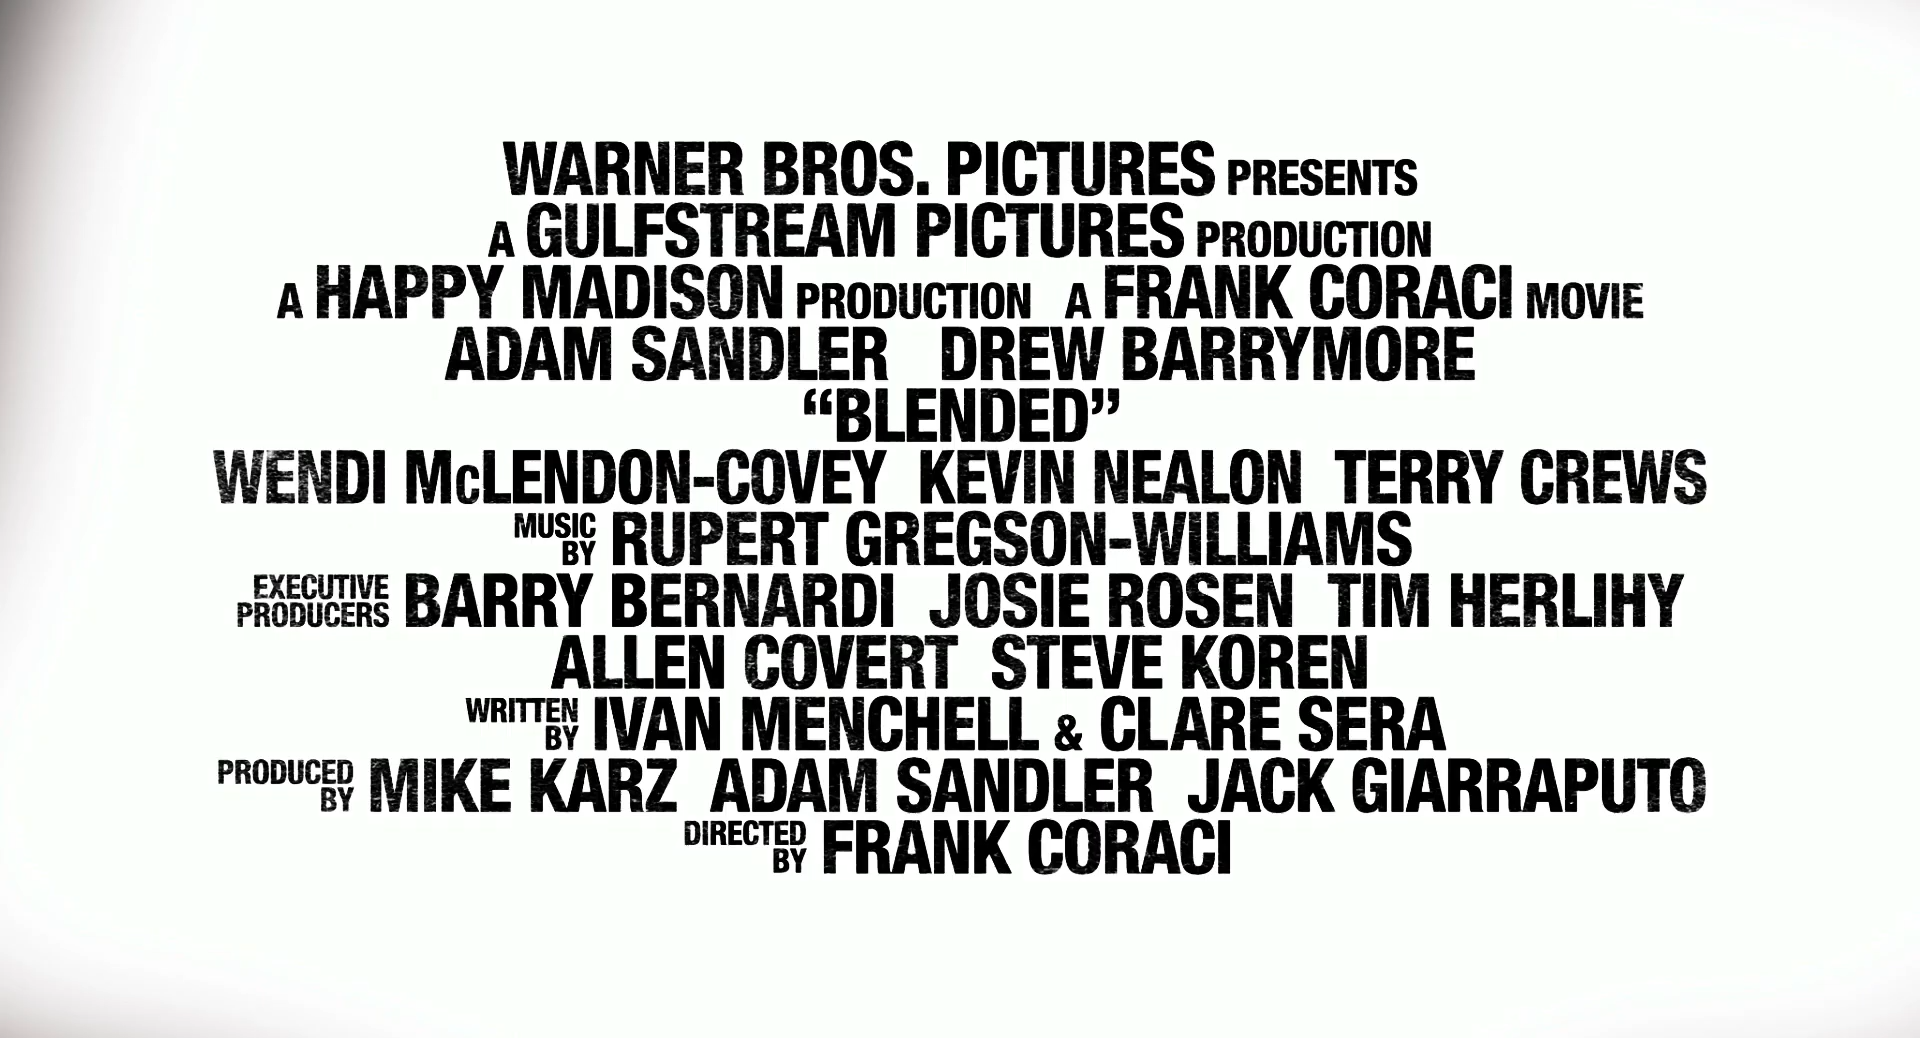 WARNER BROS. PICTURES PRESENTS
A GULFSTREAM PICTURES PRODUCTION
A HAPPY MADISON PRODUCTION A FRANK CORACI MOVIE
ADAM SANDLER DREW BARRYMORE
“BLENDED”
WENDI McLENDON-COVEY KEVIN NEALON TERRY CREWS
MUSIC BY RUPERT GREGSON-WILLIAMS
EXECUTIVE PRODUCERS BARRY BERNARDI JOSIE ROSEN TIM HERLIHY
ALLEN COVERT STEVE KOREN
WRITTEN BY IVAN MENCHELL & CLARE SERA
PRODUCED BY MIKE KARZ ADAM SANDLER JACK GIARRAPUTO
DIRECTED BY FRANK CORACI